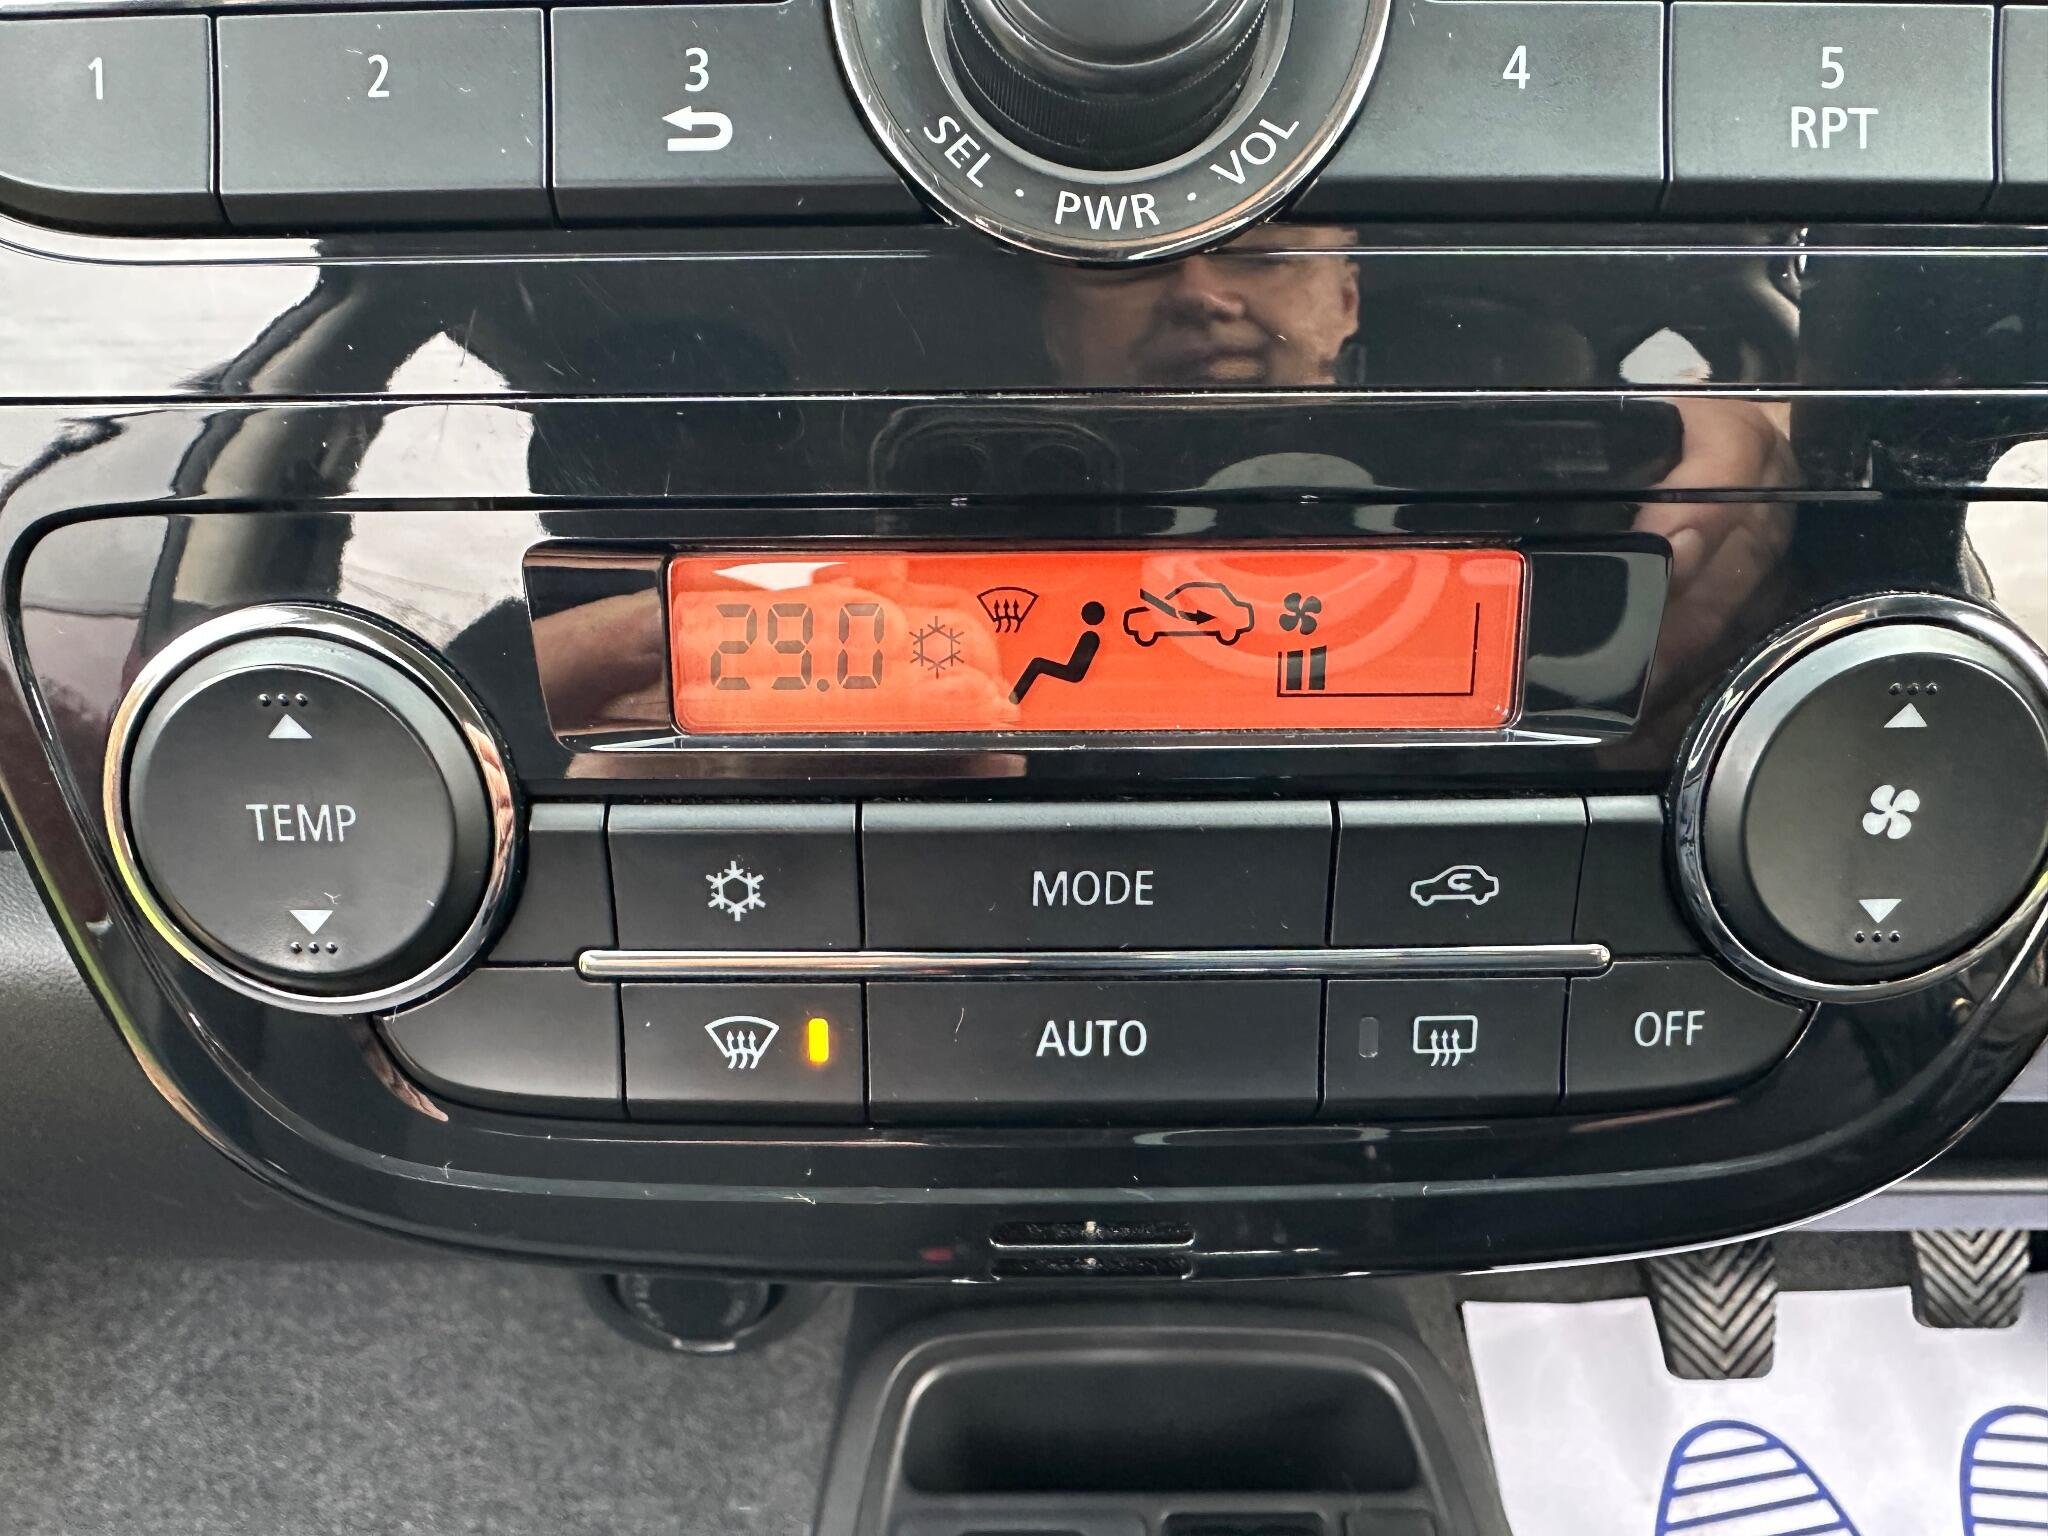 1
2
3
4
5
RPT
SEL · PWR · VOL
29.0
TEMP
MODE
AUTO
OFF